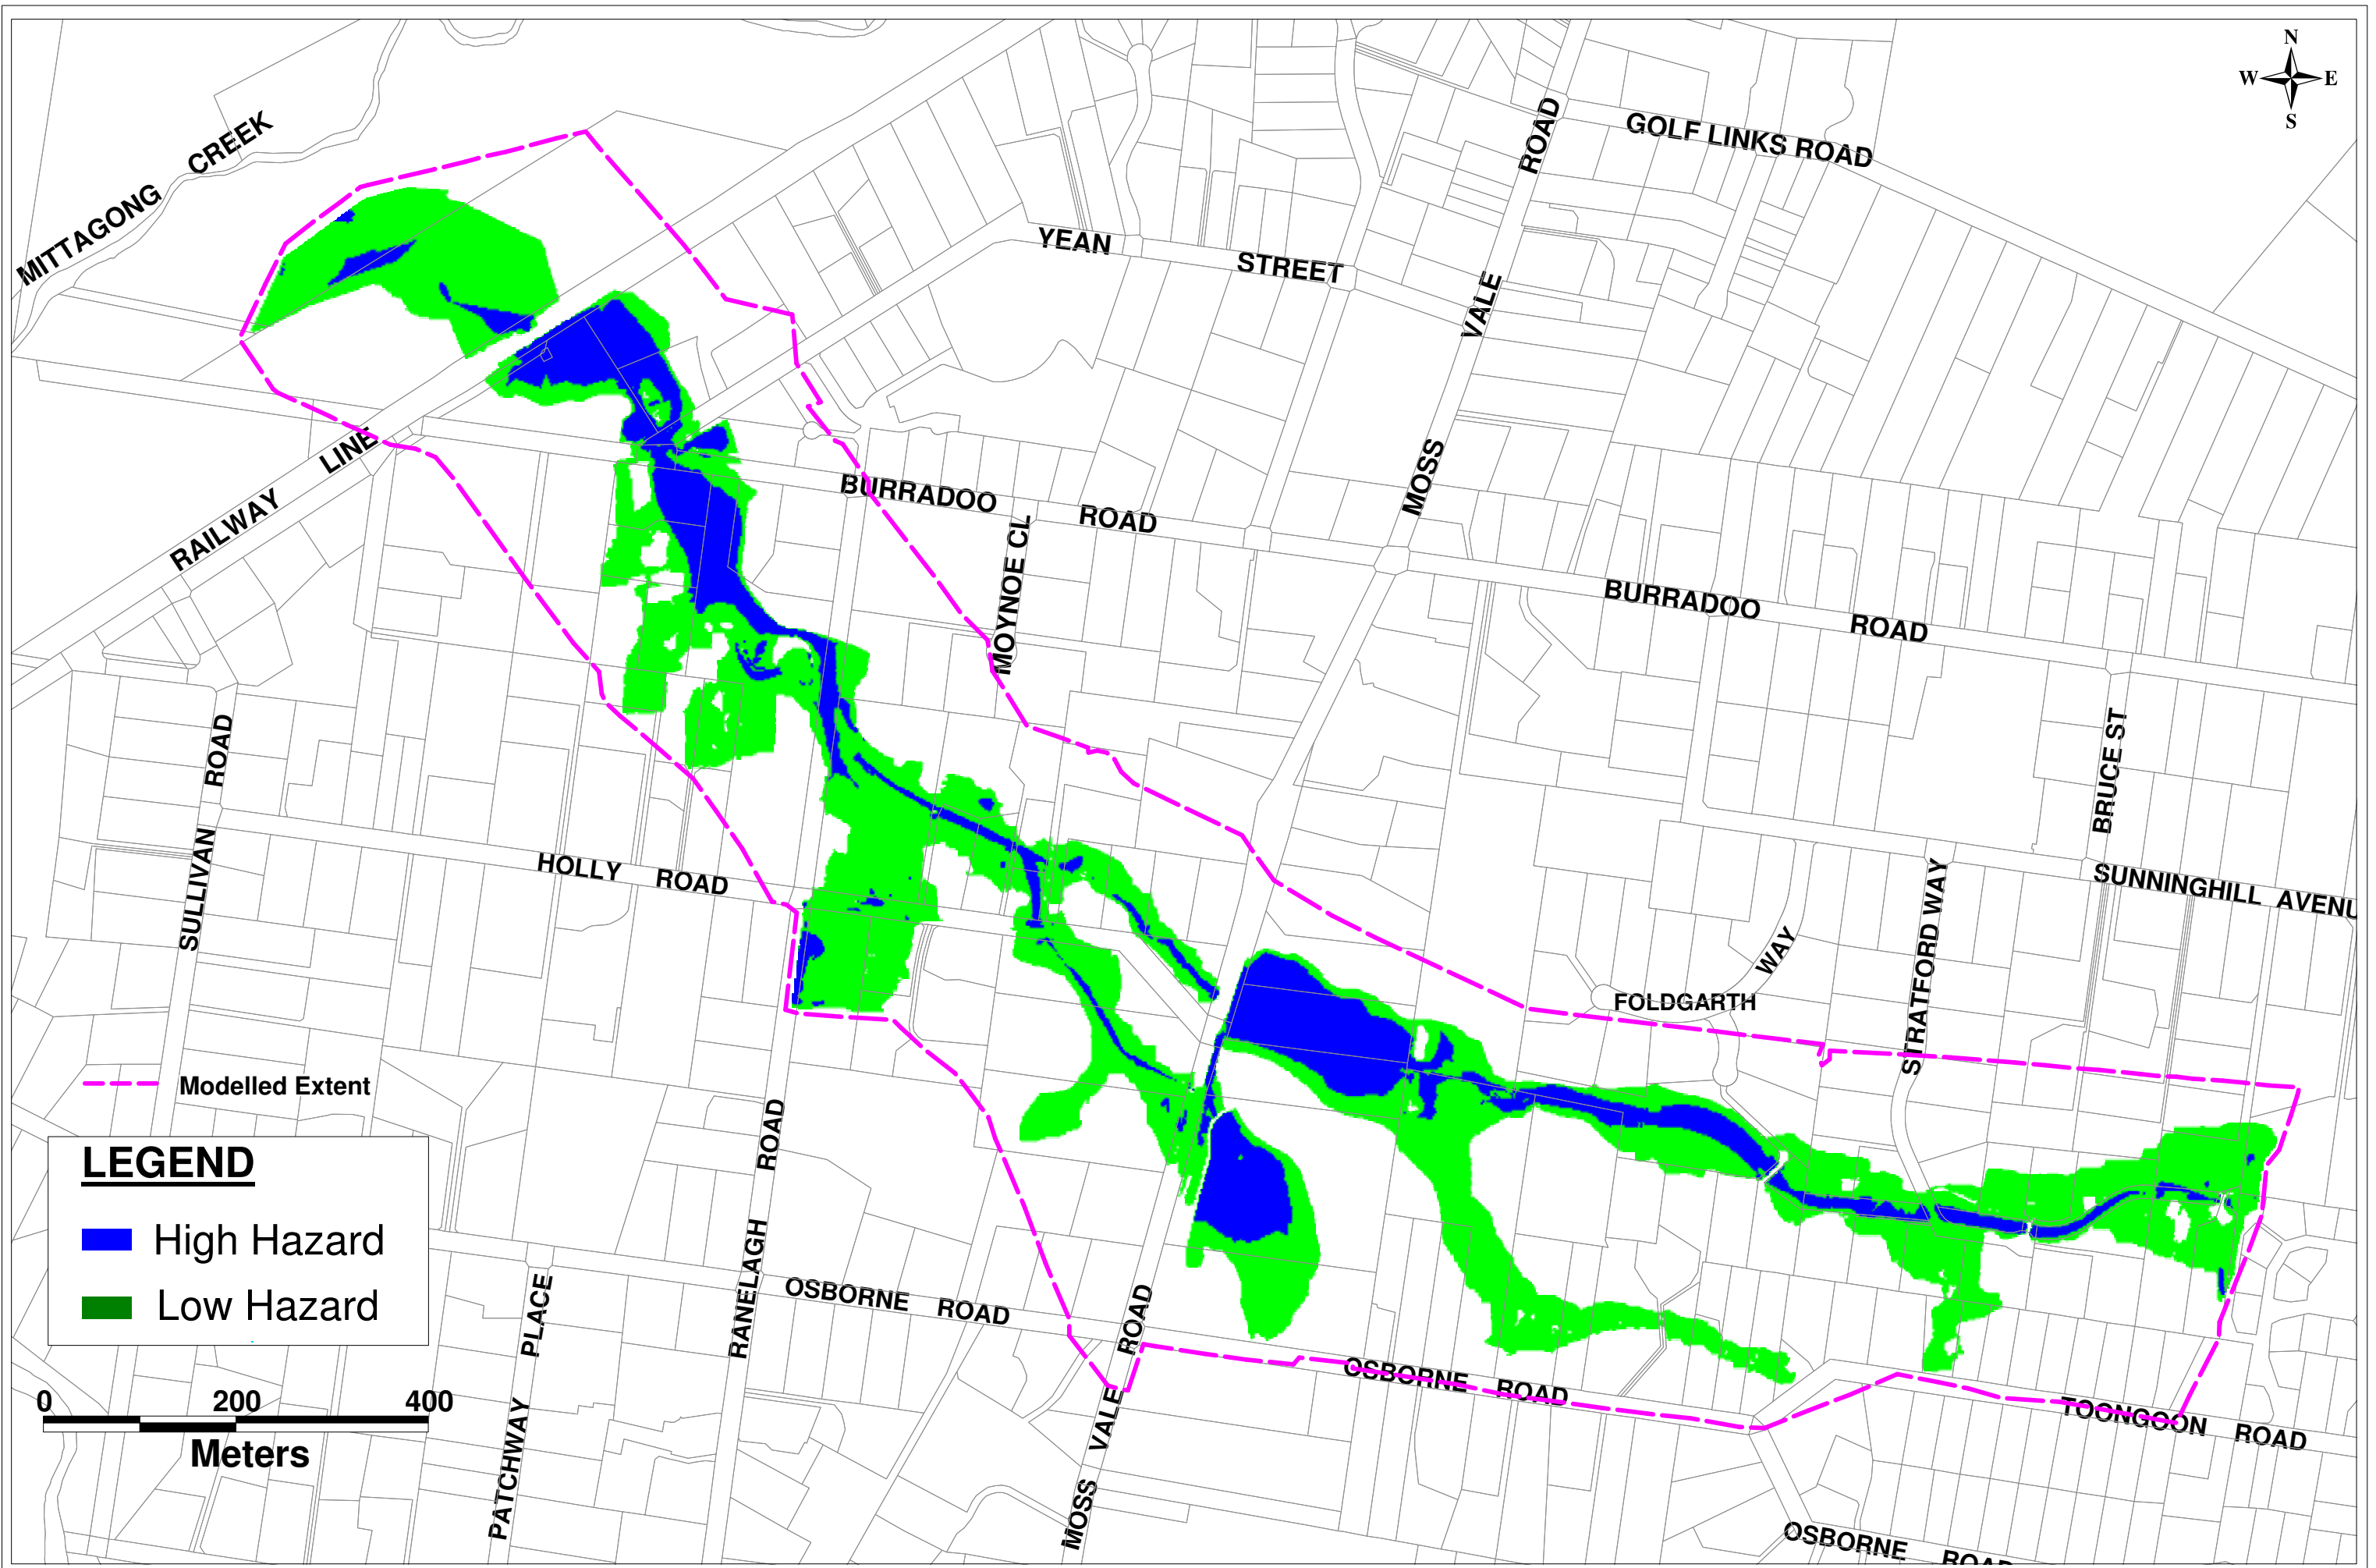 N
W E
S
GOLF LINKS ROAD
MITTAGONG CREEK
YEAN STREET
MOSS VALE ROAD
RAILWAY LINE
BURRADOO ROAD
MOYNOE CL
BURRADOO ROAD
SULLIVAN ROAD
BRUCE ST
HOLLY ROAD
SUNNINGHILL AVENU
STRATFORD WAY
FOLDGARTH WAY
Modelled Extent
LEGEND
High Hazard
Low Hazard
RANELAGH ROAD
OSBORNE ROAD
PATCHWAY PLACE
MOSS VALE ROAD
OSBORNE ROAD
TOONGOON ROAD
0 200 400
Meters
OSBORNE ROAD